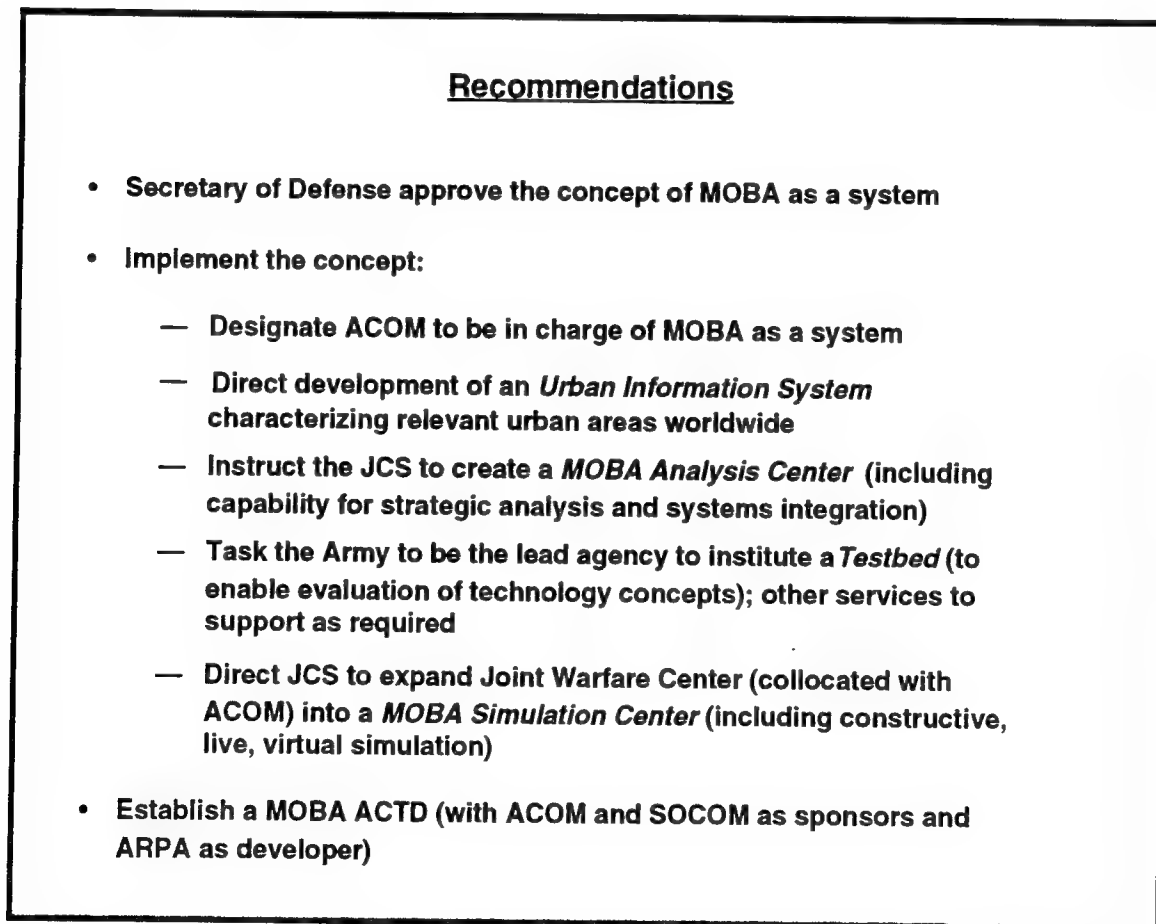 Recommendations
• Secretary of Defense approve the concept of MOBA as a system
• Implement the concept:
— Designate ACOM to be in charge of MOBA as a system
— Direct development of an Urban Information System
characterizing relevant urban areas worldwide
— Instruct the JCS to create a MOBA Analysis Center (including
capability for strategic analysis and systems integration)
— Task the Army to be the lead agency to institute a Testbed (to
enable evaluation of technology concepts); other services to
support as required
— Direct JCS to expand Joint Warfare Center (collocated with
ACOM) into a MOBA Simulation Center (including constructive,
live, virtual simulation)
• Establish a MOBA ACTD (with ACOM and SOCOM as sponsors and
ARPA as developer)